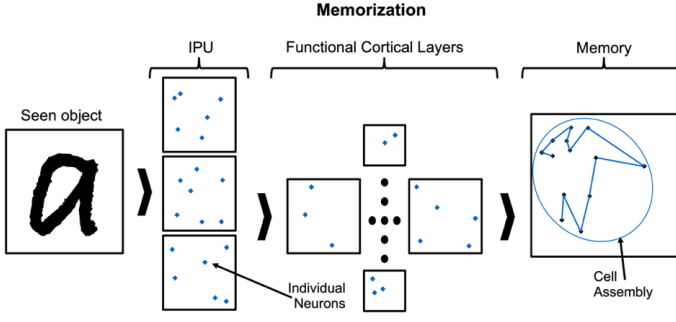 Memorization
IPU
Functional Cortical Layers
Memory
Seen object
a
Individual
Neurons
Cell
Assembly